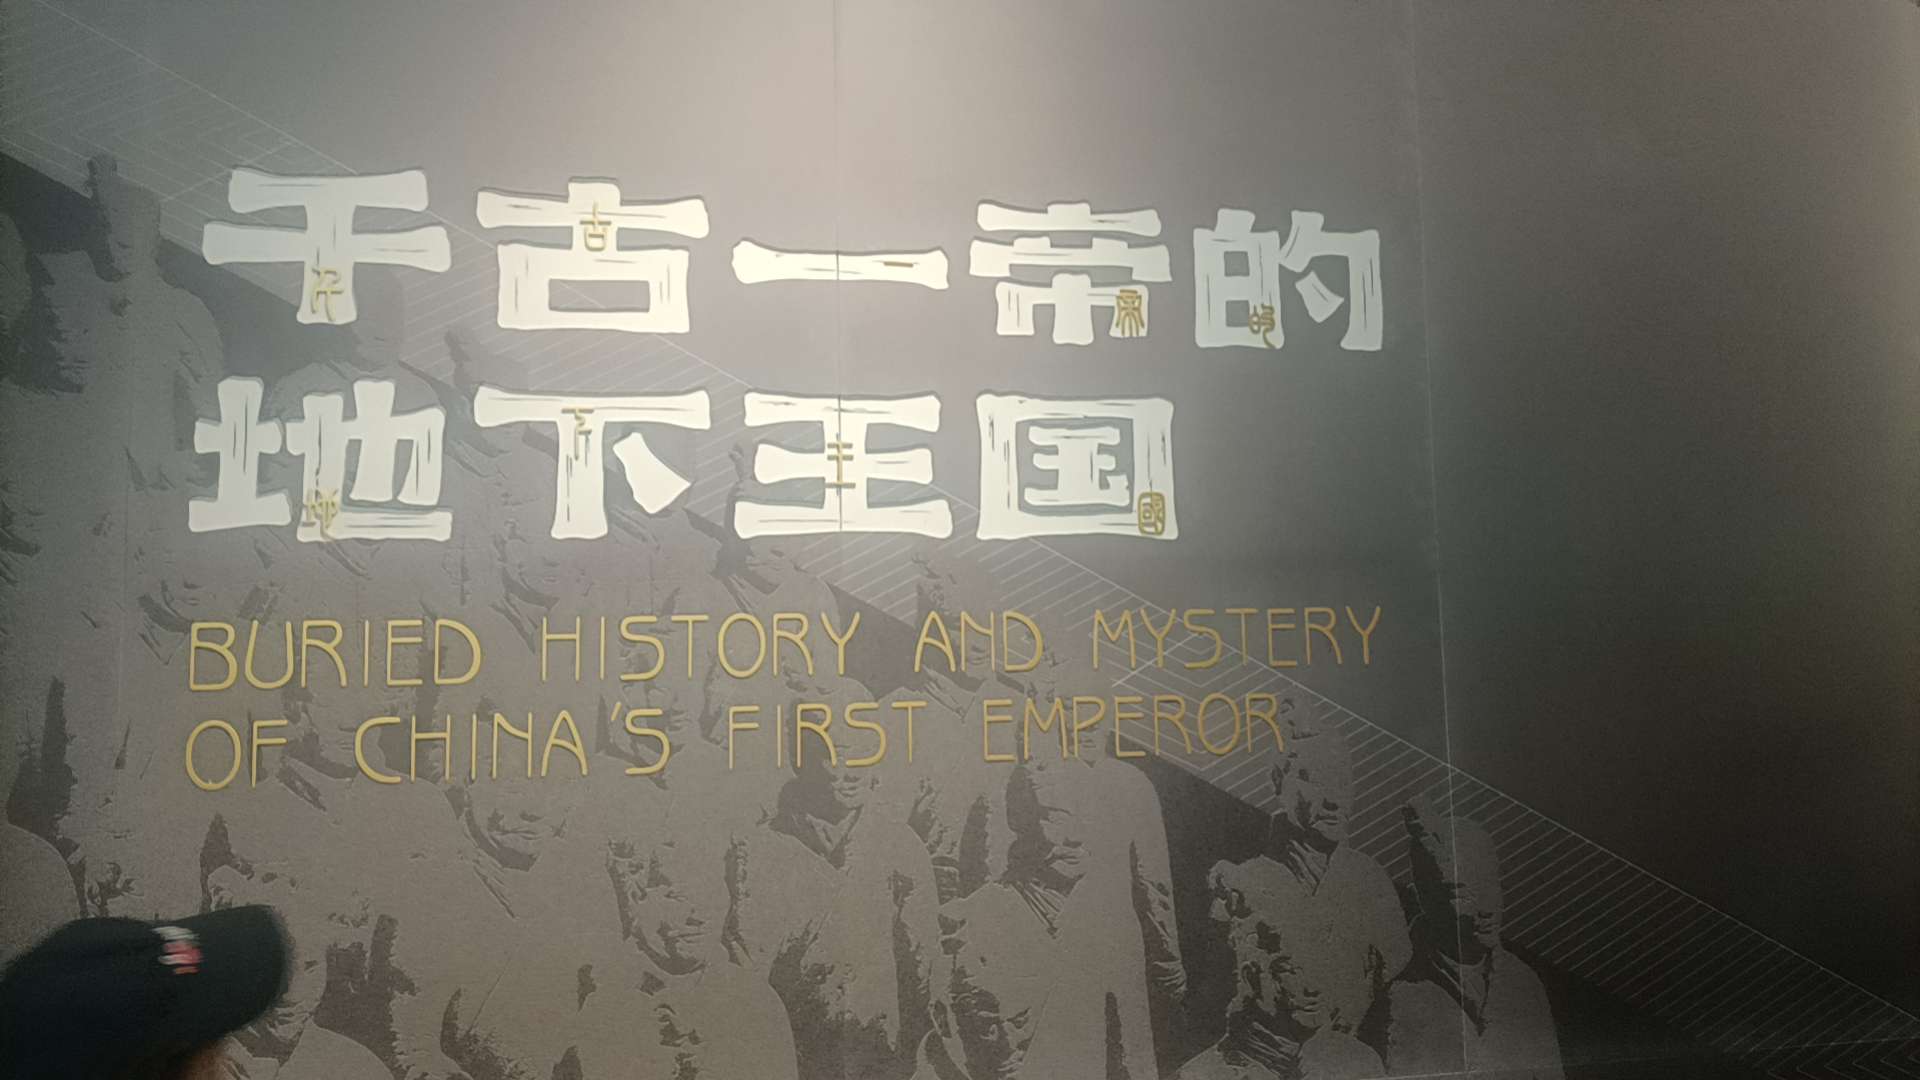 千古一帝的
地下王国
BURIED HISTORY AND MYSTERY
OF CHINA'S FIRST EMPEROR